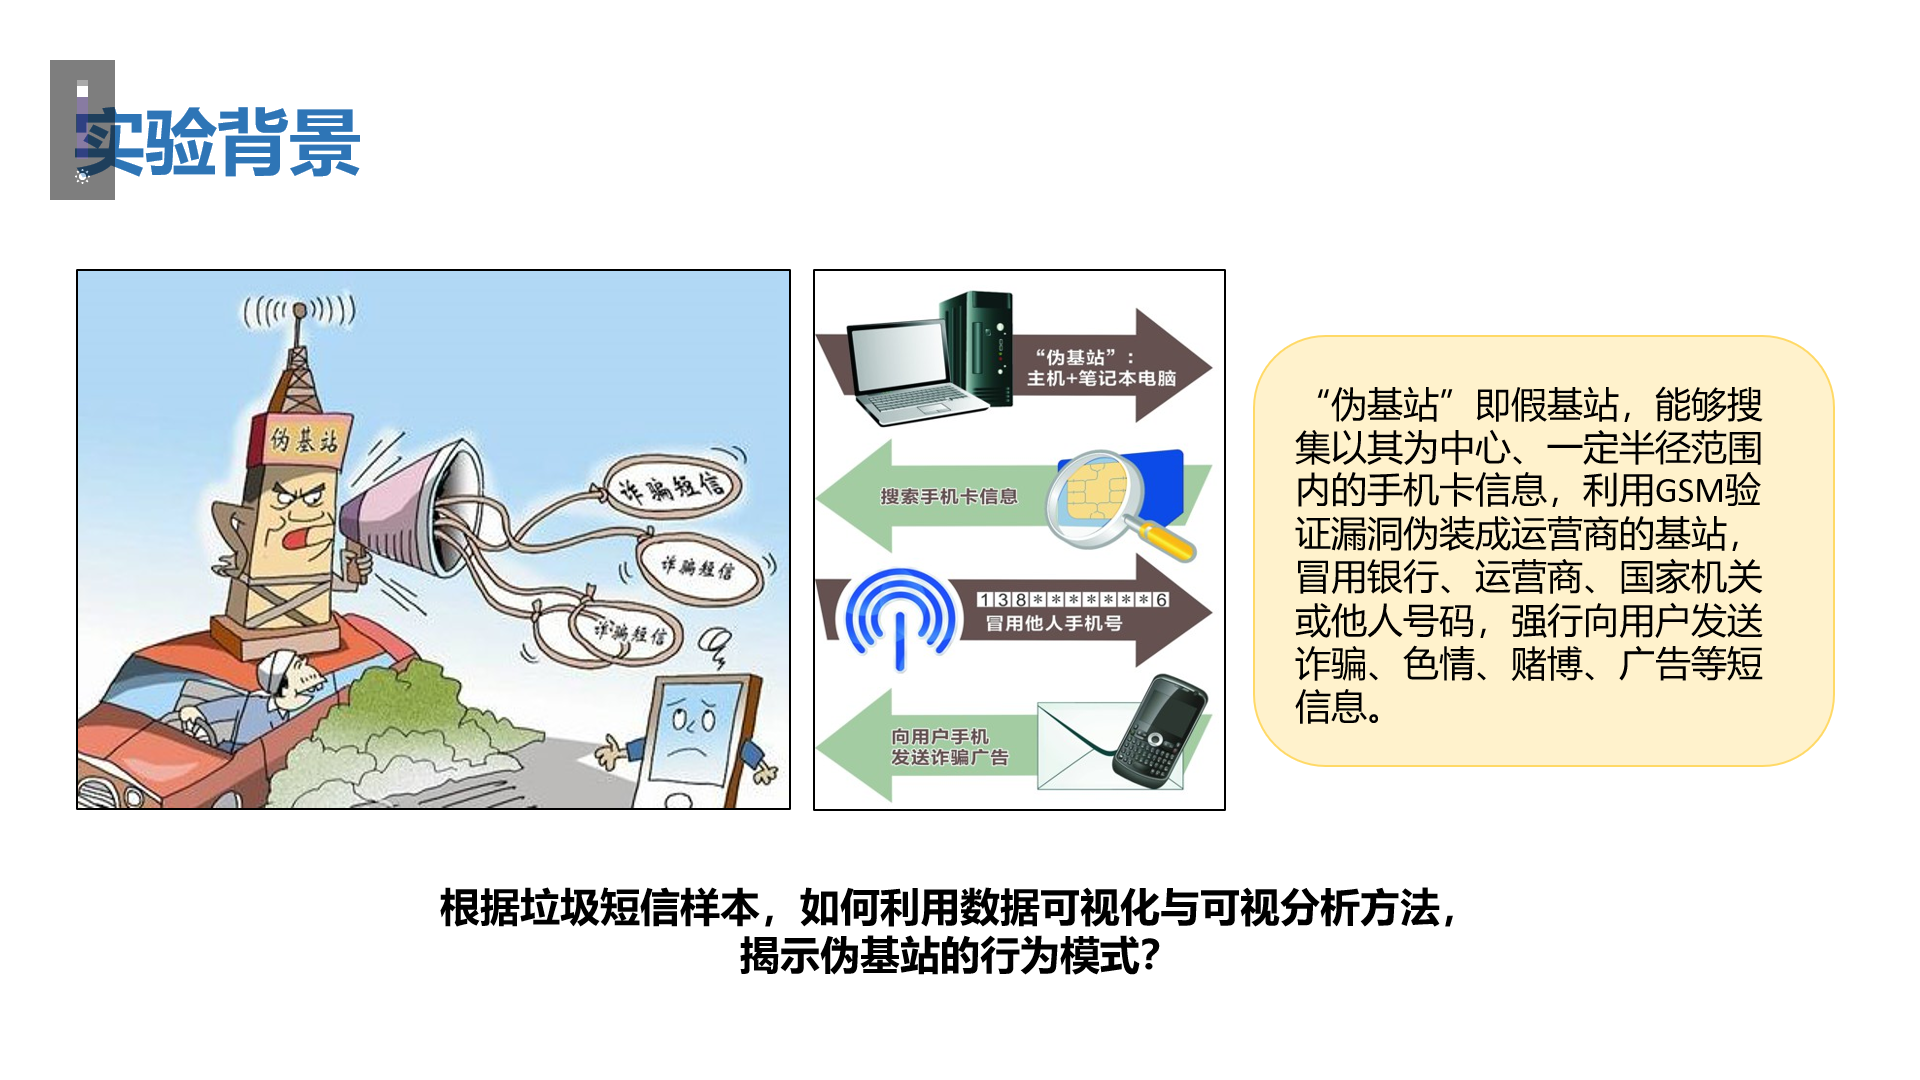 实验背景
伪基站
诈骗短信
诈骗短信
诈骗短信
“伪基站”：
主机+笔记本电脑
搜索手机卡信息
138*******6
冒用他人手机号
向用户手机
发送诈骗广告
“伪基站”即假基站，能够搜
集以其为中心、一定半径范围
内的手机卡信息，利用GSM验
证漏洞伪装成运营商的基站，
冒用银行、运营商、国家机关
或他人号码，强行向用户发送
诈骗、色情、赌博、广告等短
信息。
根据垃圾短信样本，如何利用数据可视化与可视分析方法，
揭示伪基站的行为模式？